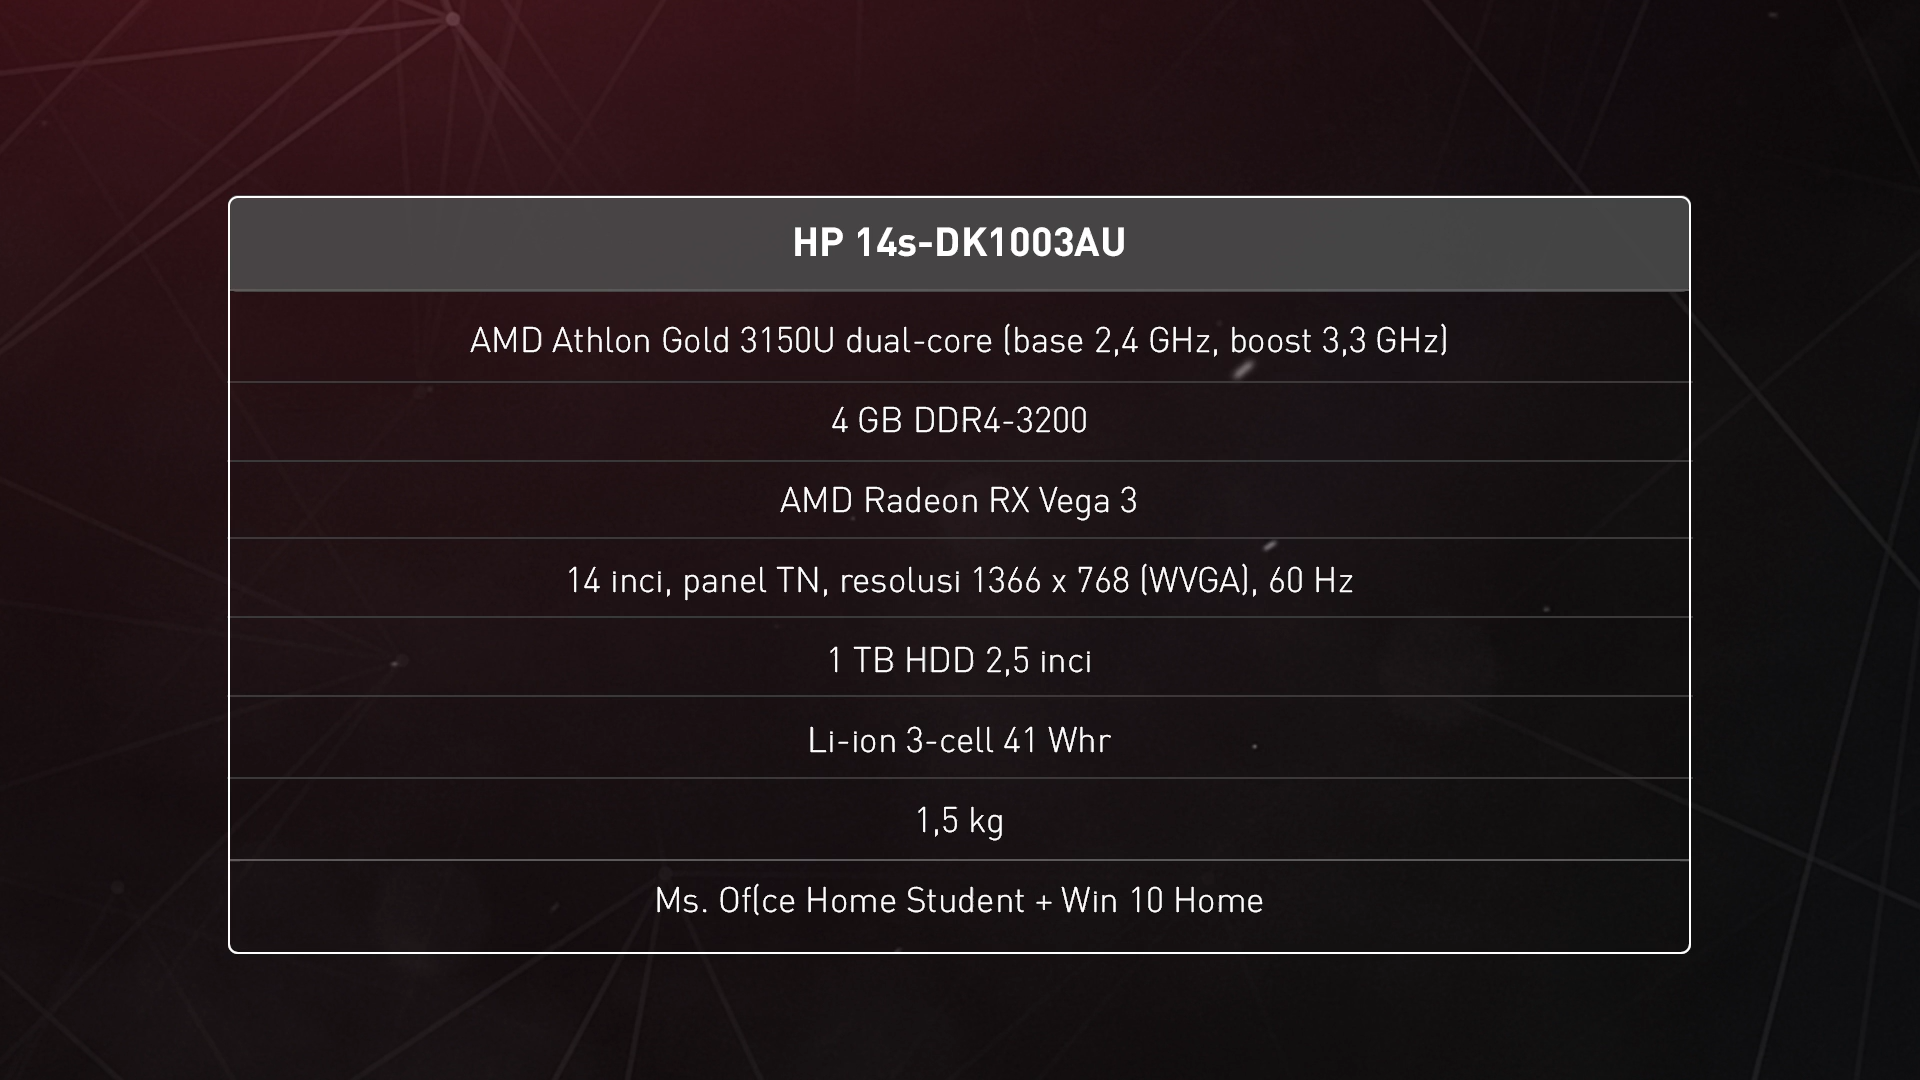 HP 14s-DK1003AU
AMD Athlon Gold 3150U dual-core (base 2,4 GHz, boost 3,3 GHz)
4 GB DDR4-3200
AMD Radeon RX Vega 3
14 inci, panel TN, resolusi 1366 x 768 (WVGA), 60 Hz
1 TB HDD 2,5 inci
Li-ion 3-cell 41 Whr
1,5 kg
Ms. Of(ce Home Student + Win 10 Home